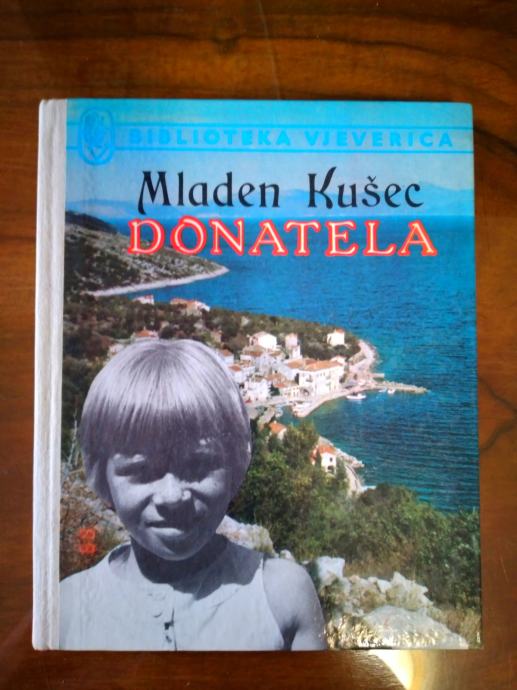 BIBLIOTEKA VJEVERICA
Mladen Kušec
DONATELA